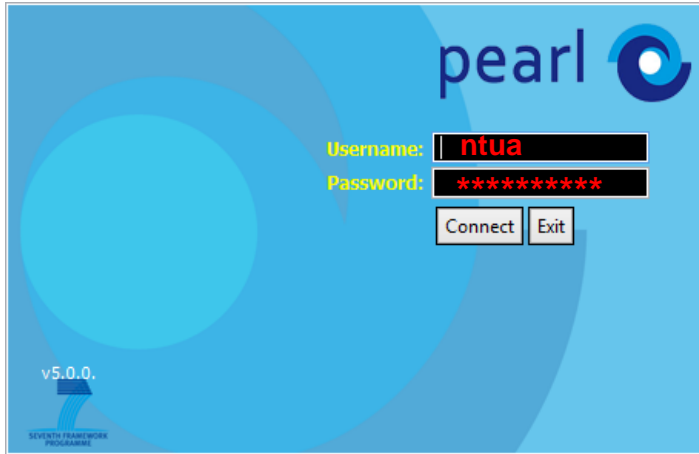 pearl
Username: ntua
Password: **********
Connect Exit
v5.0.0.
SEVENTH FRAMEWORK
PROGRAMME